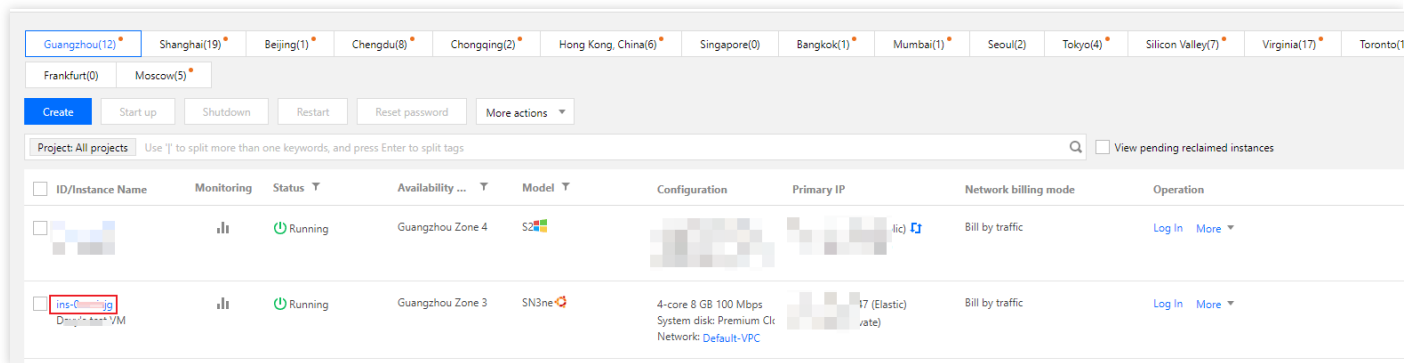 Guangzhou(12) Shanghai(19) Beijing(1) Chengdu(8) Chongqing(2) Hong Kong, China(6) Singapore(0) Bangkok(1) Mumbai(1) Seoul(2) Tokyo(4) Silicon Valley(7) Virginia(17) Toronto(1
Frankfurt(0) Moscow(5)
Create Start up Shutdown Restart Reset password More actions
Project: All projects Use '|' to split more than one keywords, and press Enter to split tags View pending reclaimed instances
ID/Instance Name Monitoring Status Availability ... Model Configuration Primary IP Network billing mode Operation
Running Guangzhou Zone 4 S2 lic) Bill by traffic Log In More
Running Guangzhou Zone 3 SN3ne 4-core 8 GB 100 Mbps 47 (Elastic) Bill by traffic Log In More
test VM System disk: Premium Clo vate)
Network: Default-VPC